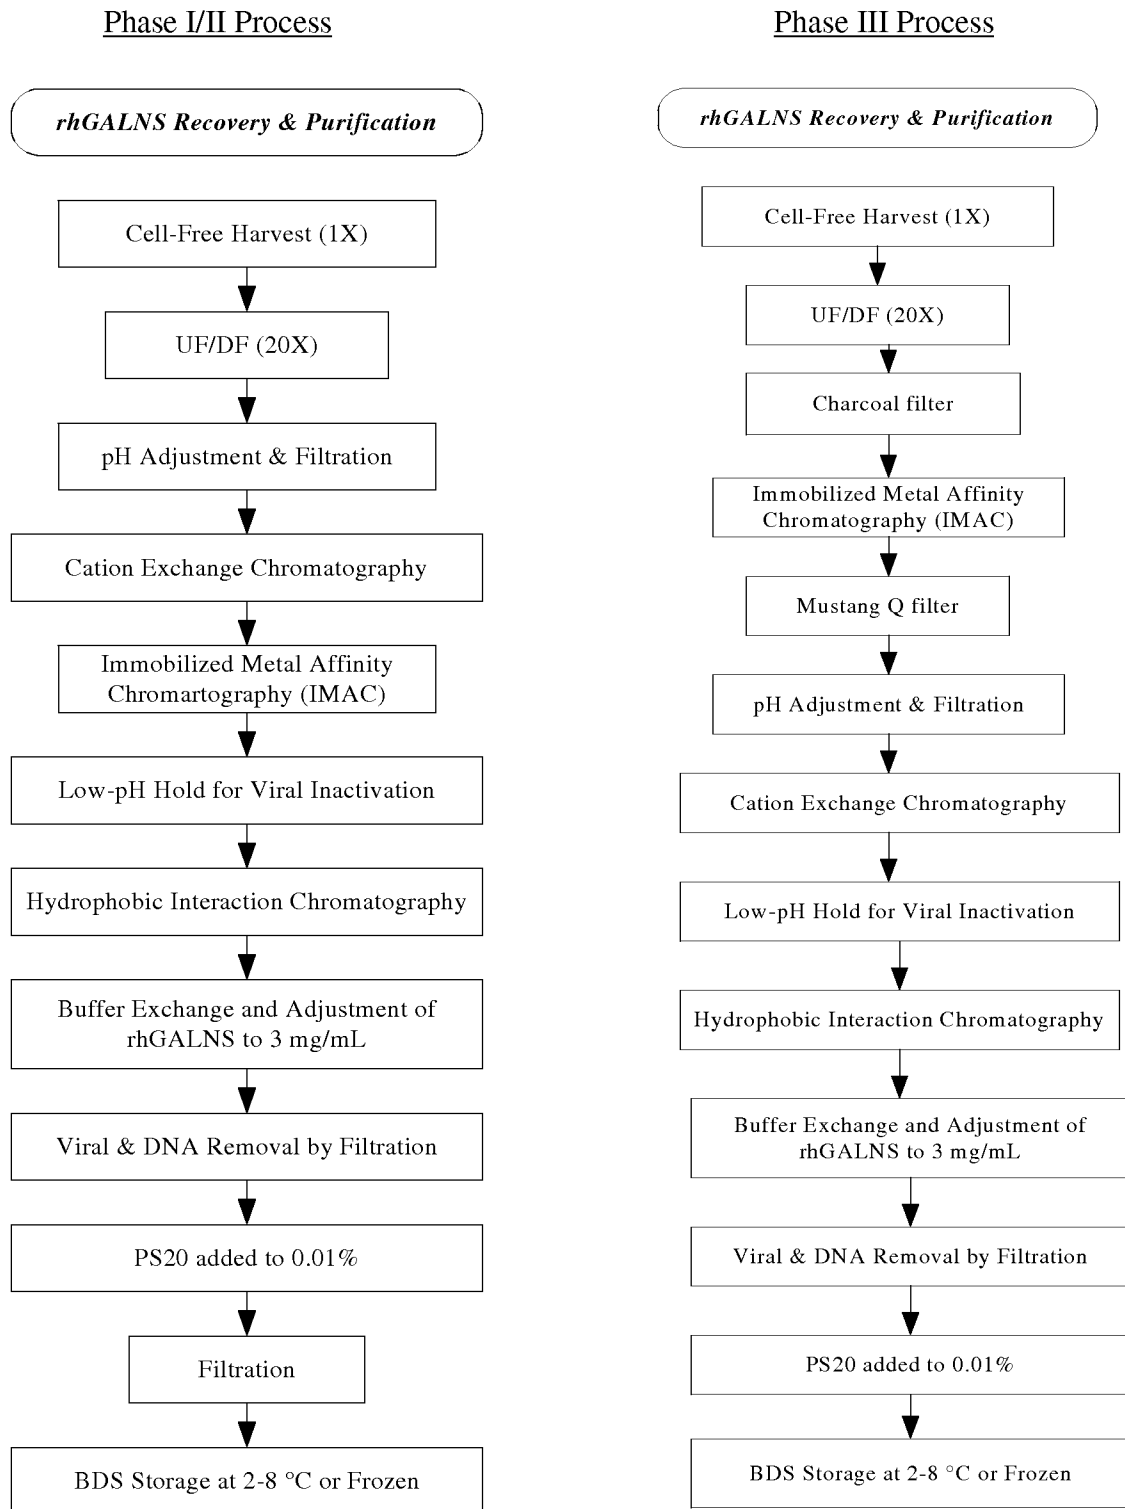 Phase I/II Process
rhGALNS Recovery & Purification
Cell-Free Harvest (1X)
UF/DF (20X)
pH Adjustment & Filtration
Cation Exchange Chromatography
Immobilized Metal Affinity
Chromartography (IMAC)
Low-pH Hold for Viral Inactivation
Hydrophobic Interaction Chromatography
Buffer Exchange and Adjustment of
rhGALNS to 3 mg/mL
Viral & DNA Removal by Filtration
PS20 added to 0.01%
Filtration
BDS Storage at 2-8 °C or Frozen
Phase III Process
rhGALNS Recovery & Purification
Cell-Free Harvest (1X)
UF/DF (20X)
Charcoal filter
Immobilized Metal Affinity
Chromatography (IMAC)
Mustang Q filter
pH Adjustment & Filtration
Cation Exchange Chromatography
Low-pH Hold for Viral Inactivation
Hydrophobic Interaction Chromatography
Buffer Exchange and Adjustment of
rhGALNS to 3 mg/mL
Viral & DNA Removal by Filtration
PS20 added to 0.01%
BDS Storage at 2-8 °C or Frozen